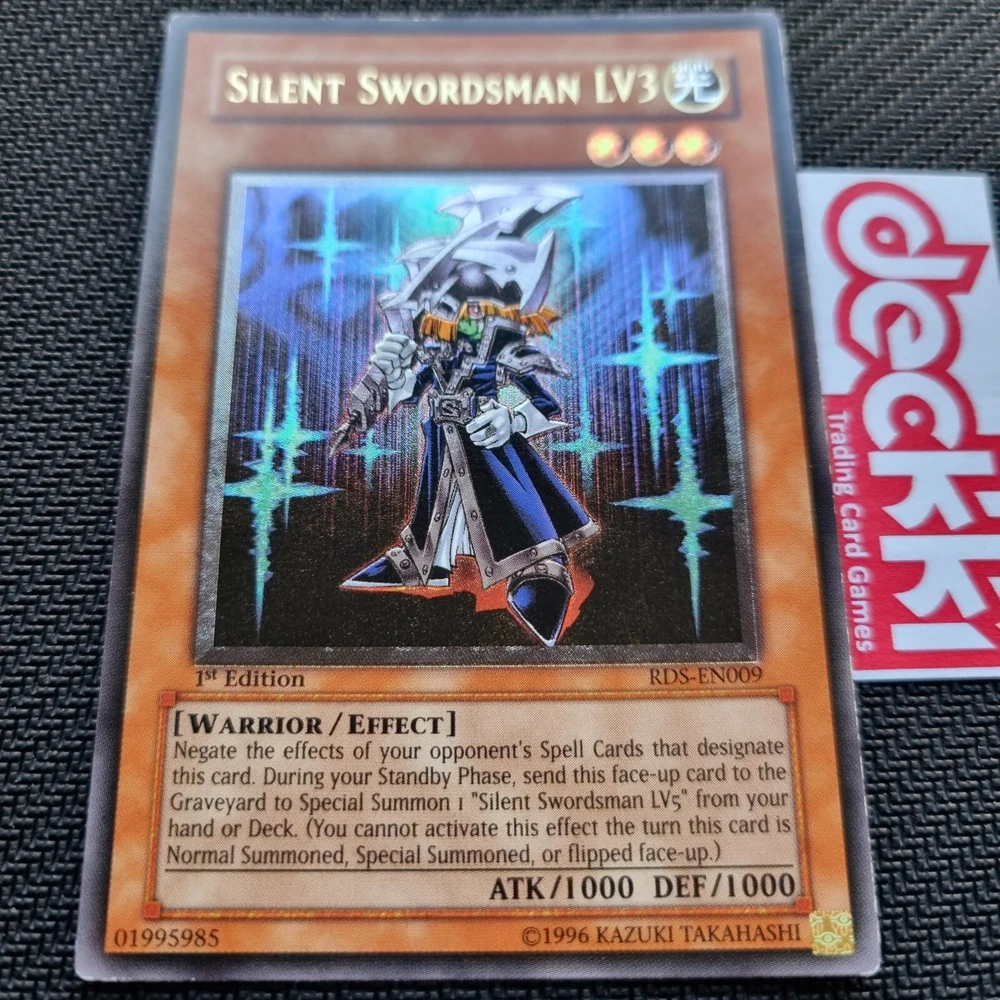 SILENT SWORDSMAN LV3 光
1st Edition
RDS-EN009
[WARRIOR/EFFECT]
Negate the effects of your opponent's Spell Cards that designate
this card. During your Standby Phase, send this face-up card to the
Graveyard to Special Summon 1 "Silent Swordsman LV5" from your
hand or Deck. (You cannot activate this effect the turn this card is
Normal Summoned, Special Summoned, or flipped face-up.)
ATK/1000 DEF/1000
01995985
©1996 KAZUKI TAKAHASHI
S
deckki
Trading Card Games